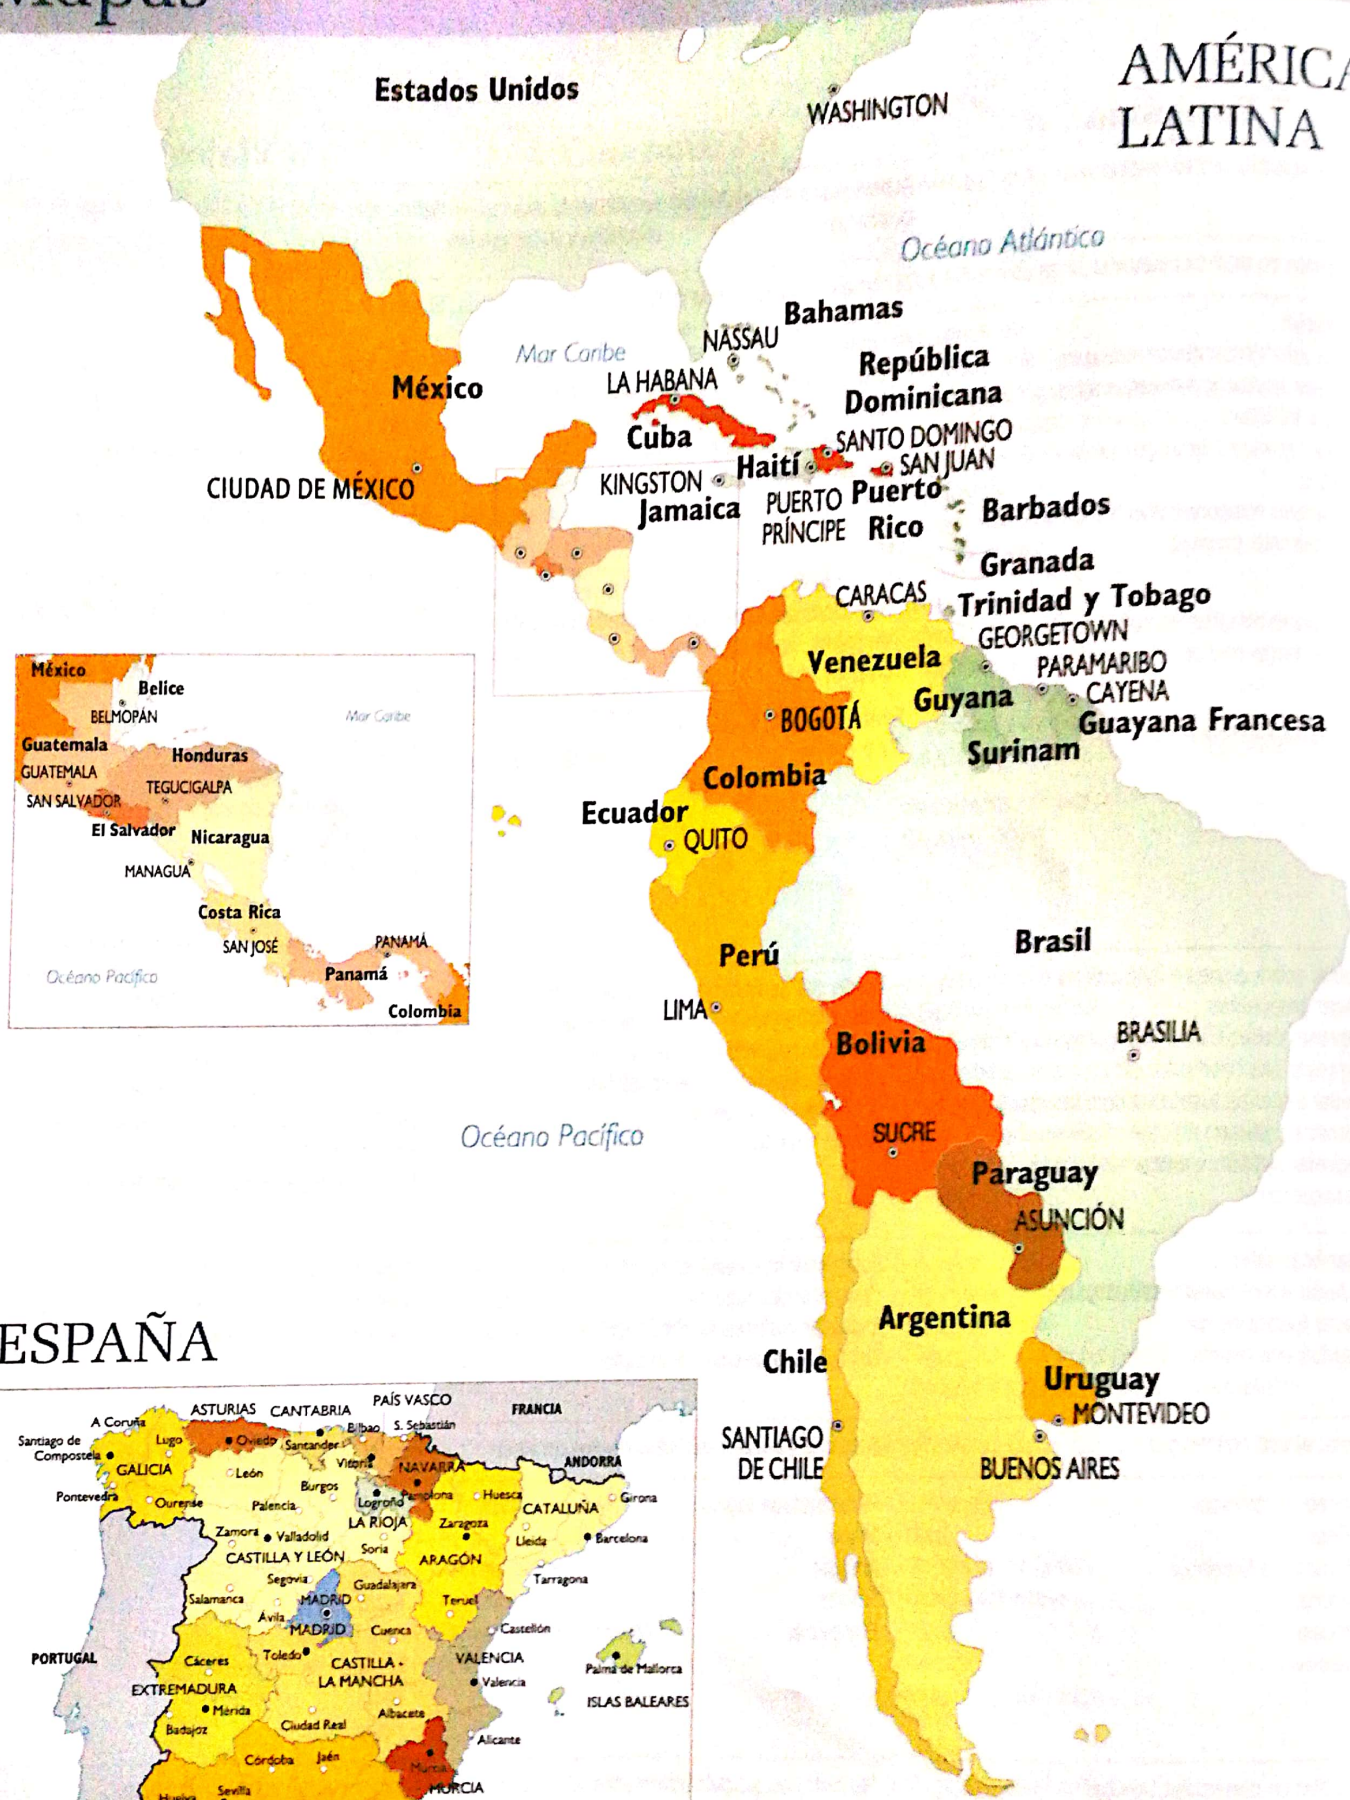 Mapas
AMÉRICA
LATINA
Estados Unidos
WASHINGTON
Océano Atlántico
Bahamas
NASSAU
Mar Caribe
República
Dominicana
LA HABANA
México
Cuba
SANTO DOMINGO
Haití
SAN JUAN
CIUDAD DE MÉXICO
KINGSTON
Jamaica
PUERTO
PRÍNCIPE
Puerto
Rico
Barbados
Granada
CARACAS
Trinidad y Tobago
GEORGETOWN
Venezuela
PARAMARIBO
Guyana
CAYENA
BOGOTÁ
Guayana Francesa
Surinam
Colombia
Ecuador
QUITO
Brasil
Perú
LIMA
BRASILIA
Bolivia
Océano Pacífico
SUCRE
Paraguay
ASUNCIÓN
Argentina
Chile
Uruguay
MONTEVIDEO
SANTIAGO
DE CHILE
BUENOS AIRES
México
Belice
BELMOPÁN
Mar Caribe
Guatemala
Honduras
GUATEMALA
TEGUCIGALPA
SAN SALVADOR
El Salvador
Nicaragua
MANAGUA
Costa Rica
SAN JOSÉ
PANAMÁ
Panamá
Océano Pacífico
Colombia
ESPAÑA
PAÍS VASCO
ASTURIAS
CANTABRIA
FRANCIA
A Coruña
Bilbao
S. Sebastián
Santiago de
Compostela
Lugo
Oviedo
Santander
Vitoria
NAVARRA
ANDORRA
GALICIA
León
Burgos
Logroño
Pamplona
Huesca
Girona
Pontevedra
Ourense
Palencia
LA RIOJA
CATALUÑA
Zaragoza
Zamora
Valladolid
Soria
Lleida
Barcelona
CASTILLA Y LEÓN
ARAGÓN
Segovia
Guadalajara
Tarragona
Salamanca
MADRID
Teruel
Ávila
MADRID
Cuenca
Castellón
PORTUGAL
Cáceres
Toledo
CASTILLA -
LA MANCHA
VALENCIA
Valencia
Palma de Mallorca
EXTREMADURA
ISLAS BALEARES
Mérida
Badajoz
Ciudad Real
Albacete
Alicante
Córdoba
Jaén
Murcia
MURCIA
Sevilla
Huelva